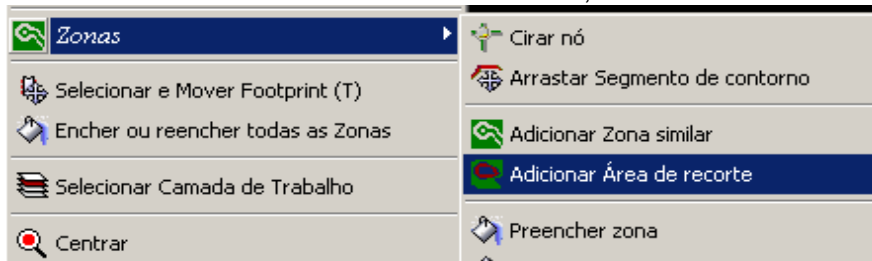 Zonas
Selecionar e Mover Footprint (T)
Encher ou reencher todas as Zonas
Selecionar Camada de Trabalho
Centrar
Cirar nó
Arrastar Segmento de contorno
Adicionar Zona similar
Adicionar Área de recorte
Preencher zona